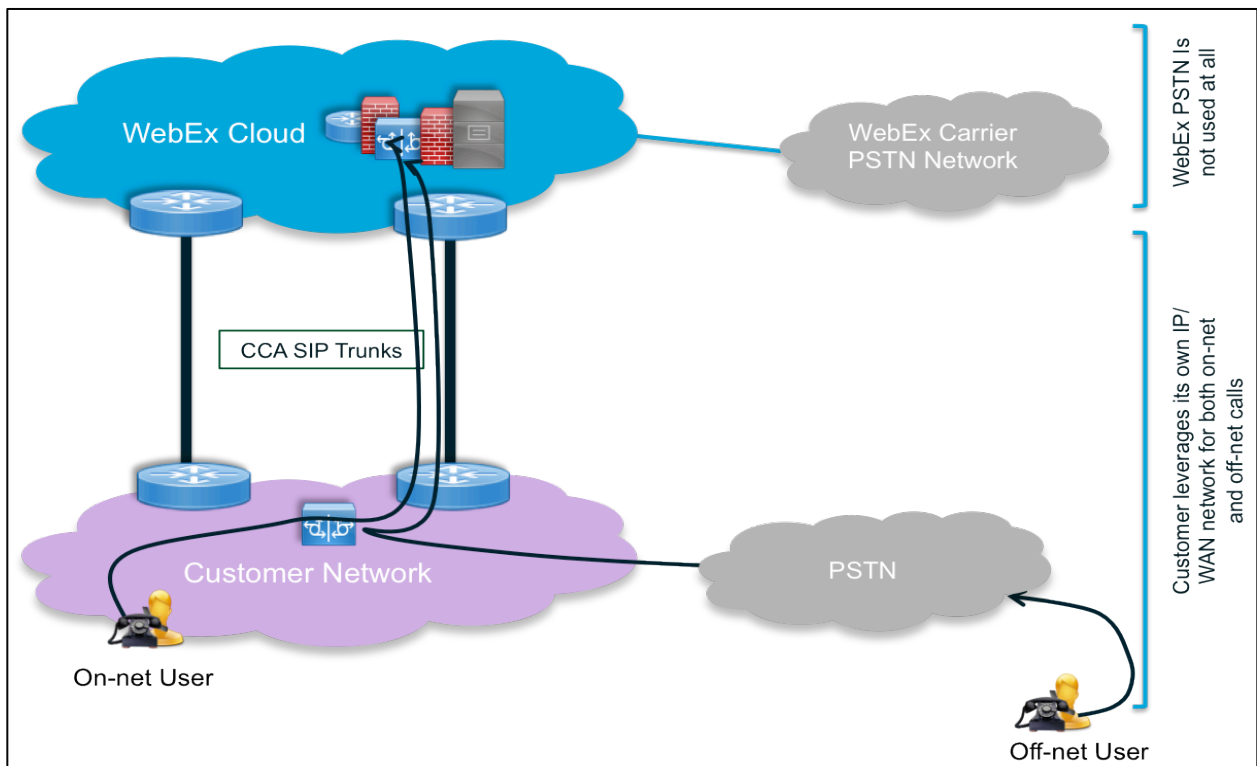 WebEx Cloud
WebEx Carrier
PSTN Network
WebEx PSTN Is
not used at all
CCA SIP Trunks
Customer leverages its own IP/
WAN network for both on-net
and off-net calls
Customer Network
PSTN
On-net User
Off-net User